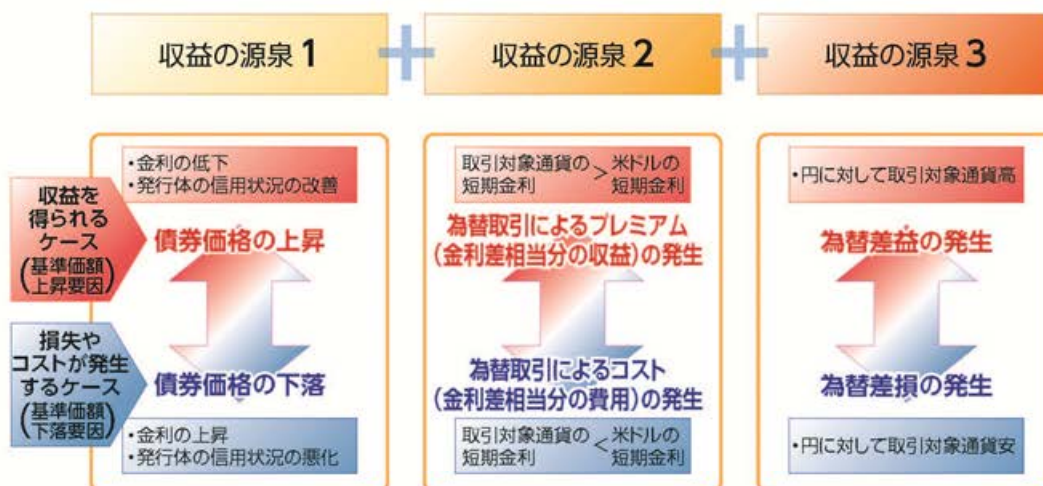 収益の源泉1
+
収益の源泉2
+
収益の源泉3
収益を
得られる
ケース
(基準価額
上昇要因)
・金利の低下
・発行体の信用状況の改善
債券価格の上昇
取引対象通貨の
短期金利
>
米ドルの
短期金利
為替取引によるプレミアム
(金利差相当分の収益)の発生
・円に対して取引対象通貨高
為替差益の発生
損失や
コストが発生
するケース
(基準価額
下落要因)
債券価格の下落
・金利の上昇
・発行体の信用状況の悪化
為替取引によるコスト
(金利差相当分の費用)の発生
取引対象通貨の
短期金利
<
米ドルの
短期金利
為替差損の発生
・円に対して取引対象通貨安